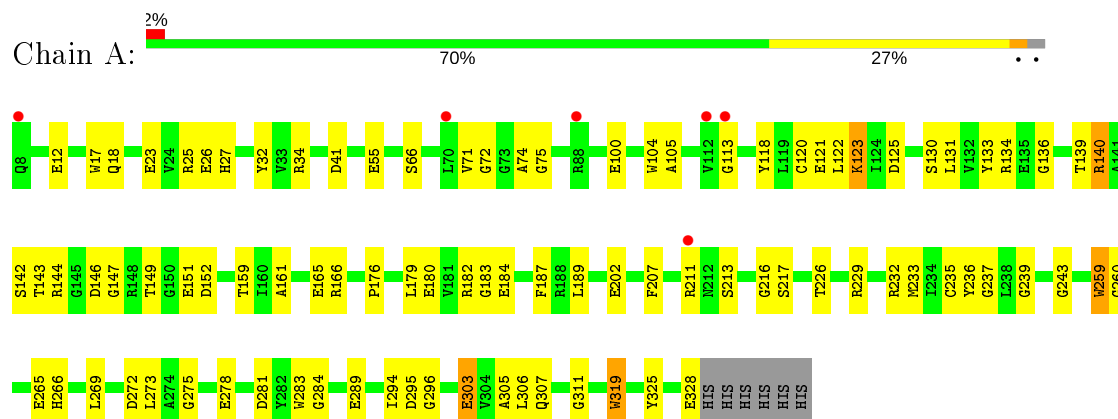 2%
Chain A:
70% 27% • •
Q8 E12 W17 Q18 E23 V24 R25 E26 H27 Y32 V33 R34 D41 E55 S66 L70 V71 G72 G73 A74 G75 R88 E100 W104 A105 V112 G113 Y118 L119 C120 E121 L122 K123 I124 D125 S130 L131 V132 Y133 R134 E135 G136 T139 R140 A141
S142 T143 R144 G145 D146 G147 R148 T149 G150 E151 D152 T159 I160 A161 E165 R166 P176 L179 E180 V181 R182 G183 E184 F187 R188 L189 E202 F207 R211 N212 S213 G216 S217 T226 R229 R232 M233 I234 C235 Y236 G237 L238 G239 G243 W259 G260
E265 H266 L269 D272 L273 A274 G275 E278 D281 Y282 W283 G284 E289 I294 D295 G296 E303 V304 A305 L306 Q307 G311 W319 Y325 E328 HIS HIS HIS HIS HIS HIS